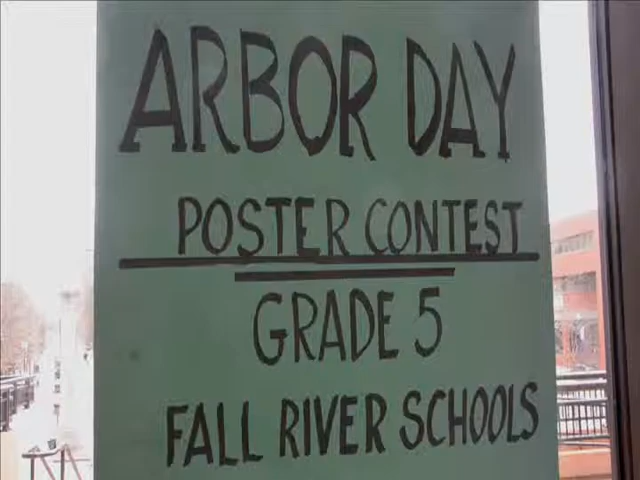 ARBOR DAY
POSTER CONTEST
GRADE 5
FALL RIVER SCHOOLS